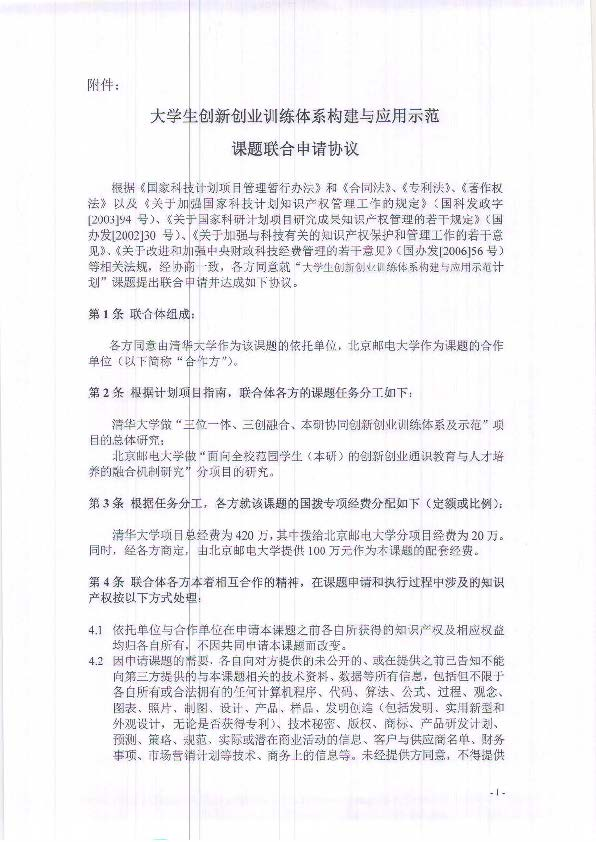 附件：
大学生创新创业训练体系构建与应用示范
课题联合申请协议
根据《国家科技计划项目管理暂行办法》和《合同法》、《专利法》、《著作权
法》以及《关于加强国家科技计划知识产权管理工作的规定》（国科发政字
[2003]94 号）、《关于国家科研计划项目研究成果知识产权管理的若干规定》（国
办发[2002]30 号）、《关于加强与科技有关的知识产权保护和管理工作的若干意
见》、《关于改进和加强中央财政科技经费管理的若干意见》（国办发[2006]56 号）
等相关法规，经协商一致，各方同意就“大学生创新创业训练体系构建与应用示范计
划”课题提出联合申请并达成如下协议。
第 1 条 联合体组成：
各方同意由清华大学作为该课题的依托单位，北京邮电大学作为课题的合作
单位（以下简称“合作方”）。
第 2 条 根据计划项目指南，联合体各方的课题任务分工如下：
清华大学做“三位一体、三创融合、本研协同创新创业训练体系及示范”项
目的总体研究；
北京邮电大学做“面向全校范围学生（本研）的创新创业通识教育与人才培
养的融合机制研究”分项目的研究。
第 3 条 根据任务分工，各方就该课题的国拨专项经费分配如下（定额或比例）：
清华大学项目总经费为 420 万，其中拨给北京邮电大学分项目经费为 20 万。
同时，经各方商定，由北京邮电大学提供 100 万元作为本课题的配套经费。
第 4 条 联合体各方本着相互合作的精神，在课题申请和执行过程中涉及的知识
产权按以下方式处理：
4.1 依托单位与合作单位在申请本课题之前各自所获得的知识产权及相应权益
均归各自所有，不因共同申请本课题而改变。
4.2 因申请课题的需要，各自向对方提供的未公开的、或在提供之前已告知不能
向第三方提供的与本课题相关的技术资料、数据等所有信息，包括但不限于
各自所有或合法拥有的任何计算机程序、代码、算法、公式、过程、观念、
图表、照片、制图、设计、产品、样品、发明创造（包括发明、实用新型和
外观设计，无论是否获得专利）、技术秘密、版权、商标、产品研发计划、
预测、策略、规范、实际或潜在商业活动的信息、客户与供应商名单、财务
事项、市场营销计划等技术、商务上的信息等。未经提供方同意，不得提供
- 1 -